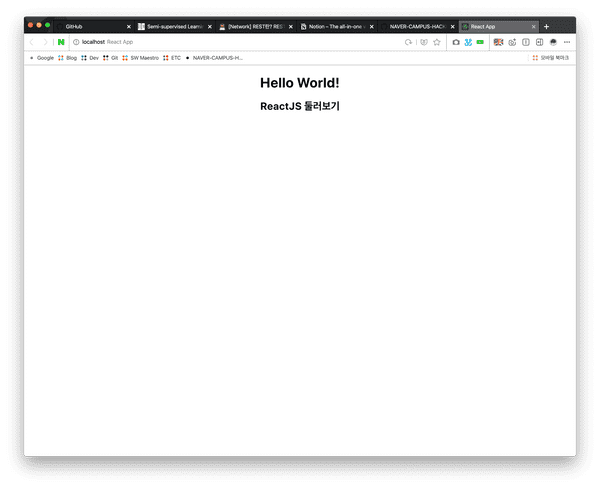 GitHub
Semi-supervised Learni
[Network] REST란? RES
Notion – The all-in-one w
NAVER-CAMPUS-HACK
React App
localhost React App
Google Blog Dev Git SW Maestro ETC NAVER-CAMPUS-H... 모바일 북마크
Hello World!
ReactJS 둘러보기